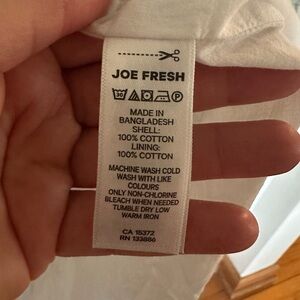 JOE FRESH
30 P
MADE IN
BANGLADESH
SHELL:
100% COTTON
LINING:
100% COTTON
MACHINE WASH COLD
WASH WITH LIKE
COLOURS
ONLY NON-CHLORINE
BLEACH WHEN NEEDED
TUMBLE DRY LOW
WARM IRON
CA 15372
RN 133886